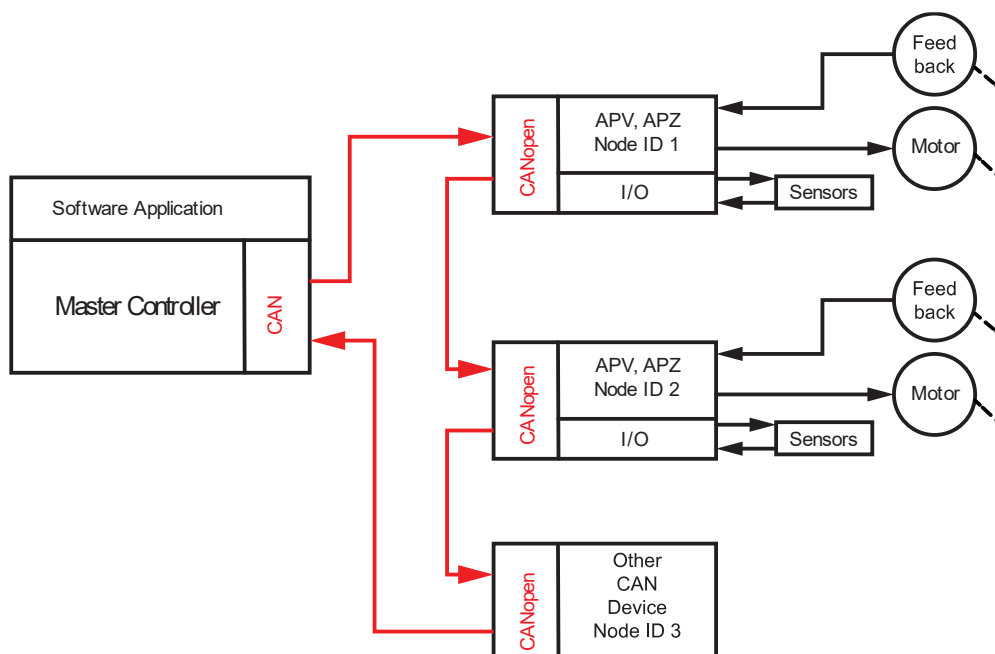 Software Application
Master Controller
CAN
CANopen
APV, APZ
Node ID 1
I/O
Sensors
Feed
back
Motor
CANopen
APV, APZ
Node ID 2
I/O
Sensors
Feed
back
Motor
CANopen
Other
CAN
Device
Node ID 3